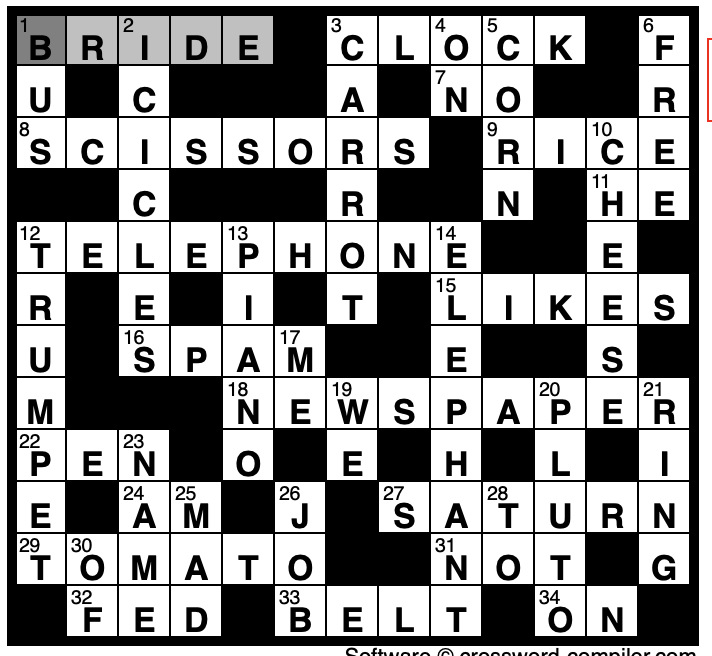 1 2 3 4 5 6
B R I D E C L O C K F
7
U C A N O R
8 9 10
S C I S S O R S R I C E
11
C R N H E
12 13 14
T E L E P H O N E E
15
R E I T L I K E S
16 17
U S P A M E S
18 19 20 21
M N E W S P A P E R
22 23
P E N O E H L I
24 25 26 27 28
E A M J S A T U R N
29 30 31
T O M A T O N O T G
32 33 34
F E D B E L T O N
Software © crossword-compiler.com